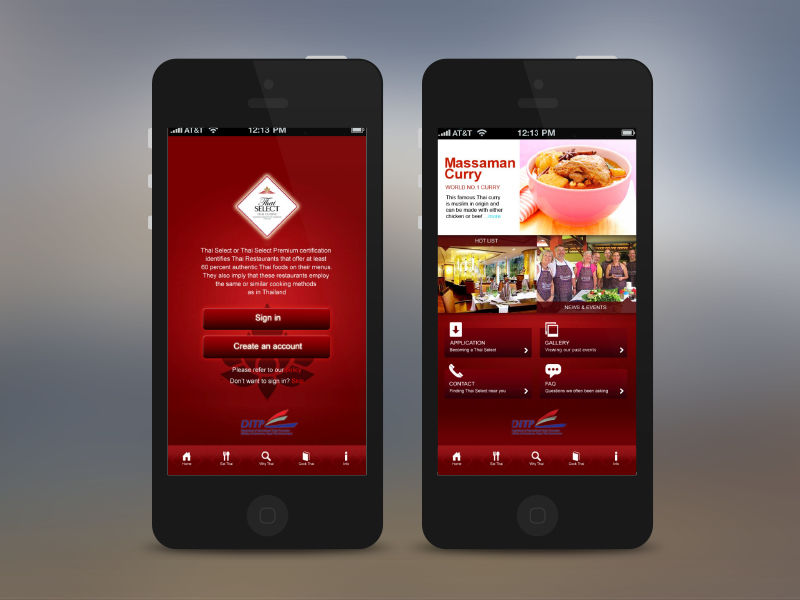 AT&T 12:13 PM
Thai
SELECT
Thai Select or Thai Select Premium certification
identifies Thai Restaurants that offer at least
60 percent authentic Thai foods on their menus.
They also imply that these restaurants employ
the same or similar cooking methods
as in Thailand
Sign in
Create an account
Please refer to our
Don't want to sign in? Skip
DITP
Home
Eat Thai
Why Thai
Cook Thai
Info
AT&T 12:13 PM
Massaman
Curry
WORLD NO.1 CURRY
This famous Thai curry
is muslim in origin and
can be made with either
chicken or beef ...more
HOT LIST
NEWS & EVENTS
APPLICATION
Becoming a Thai Select
GALLERY
Viewing our past events
CONTACT
Finding Thai Select near you
FAQ
Questions we often been asking
DITP
Home
Eat Thai
Why Thai
Cook Thai
Info